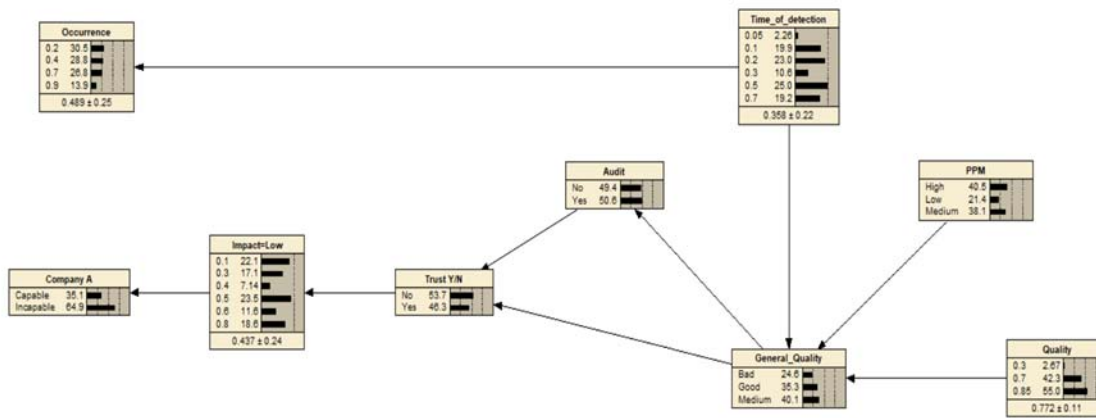 Occurrence
0.2 30.5
0.4 28.8
0.7 26.8
0.9 13.9
0.489 ± 0.25
Time_of_detection
0.05 2.26
0.1 19.9
0.2 23.0
0.3 10.6
0.5 25.0
0.7 19.2
0.358 ± 0.22
Audit
No 49.4
Yes 50.6
PPM
High 40.5
Low 21.4
Medium 38.1
Impact=Low
0.1 22.1
0.3 17.1
0.4 7.14
0.5 23.5
0.6 11.6
0.8 18.6
0.437 ± 0.24
Company A
Capable 35.1
Incapable 64.9
Trust Y/N
No 53.7
Yes 46.3
General_Quality
Bad 24.6
Good 35.3
Medium 40.1
Quality
0.3 2.67
0.7 42.3
0.85 55.0
0.772 ± 0.11